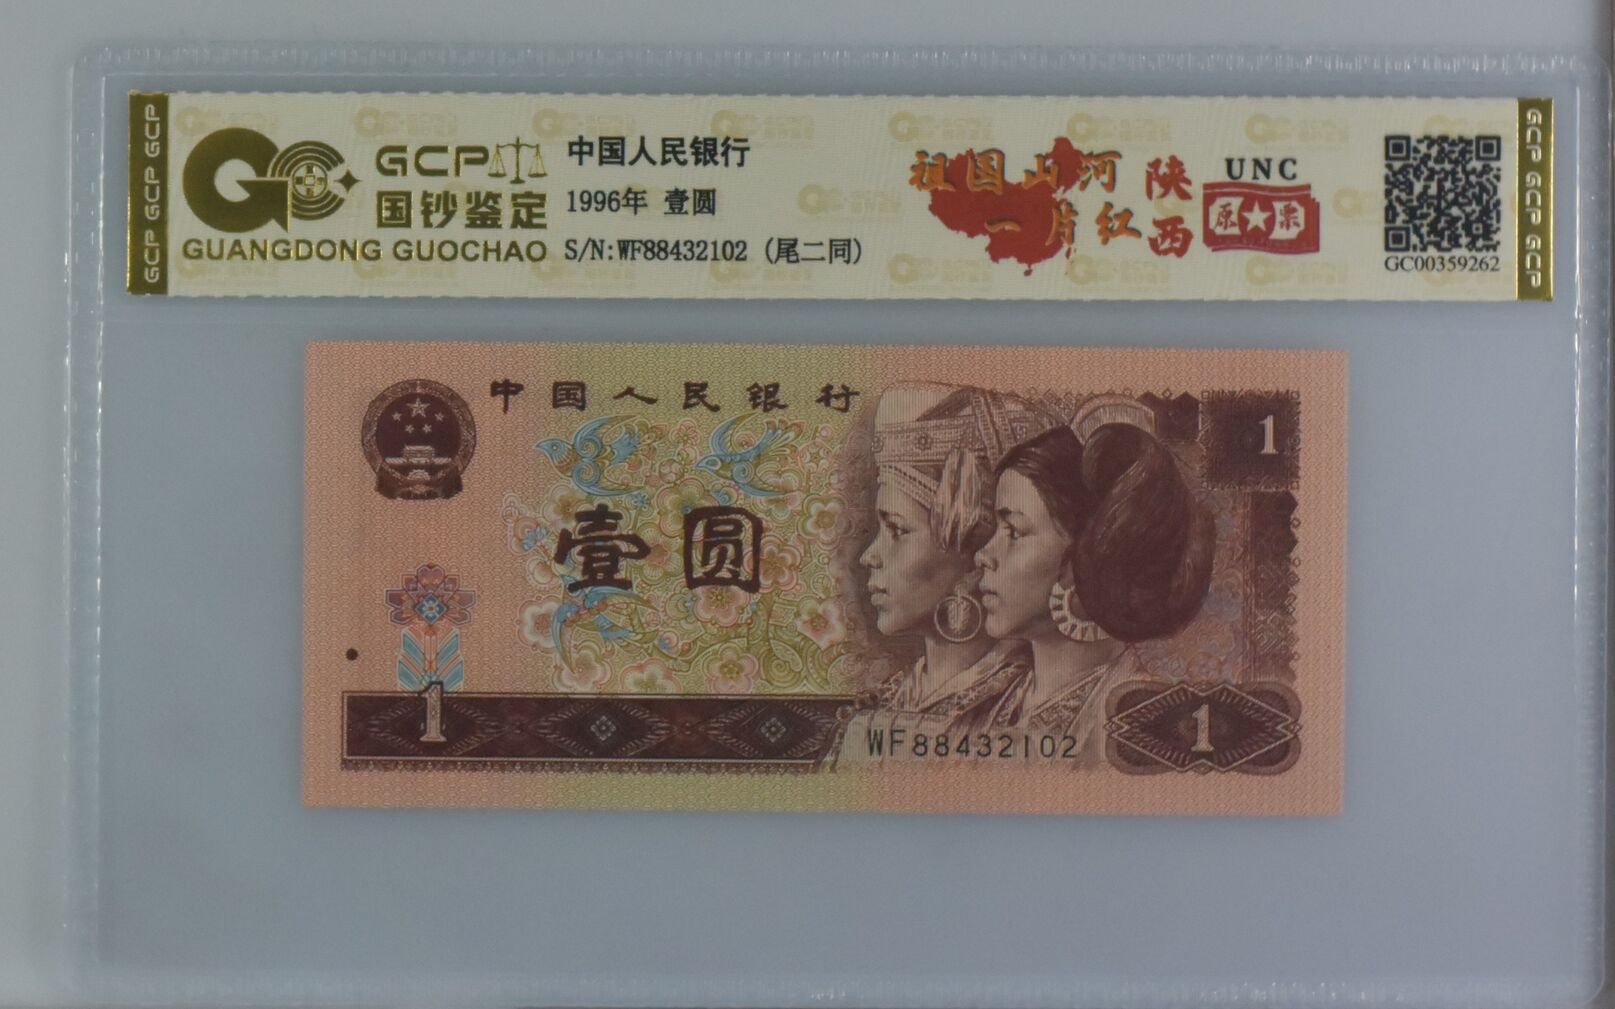 GCP GCP GCP
GCP
国钞鉴定
GUANGDONG GUOCHAO
中国人民银行
1996年 壹圆
S/N:WF88432102 (尾二同)
祖国山河
一片红
陕西
UNC
原票
GC00359262
GCP GCP GCP
中国人民银行
1
壹圆
1
WF88432102
1